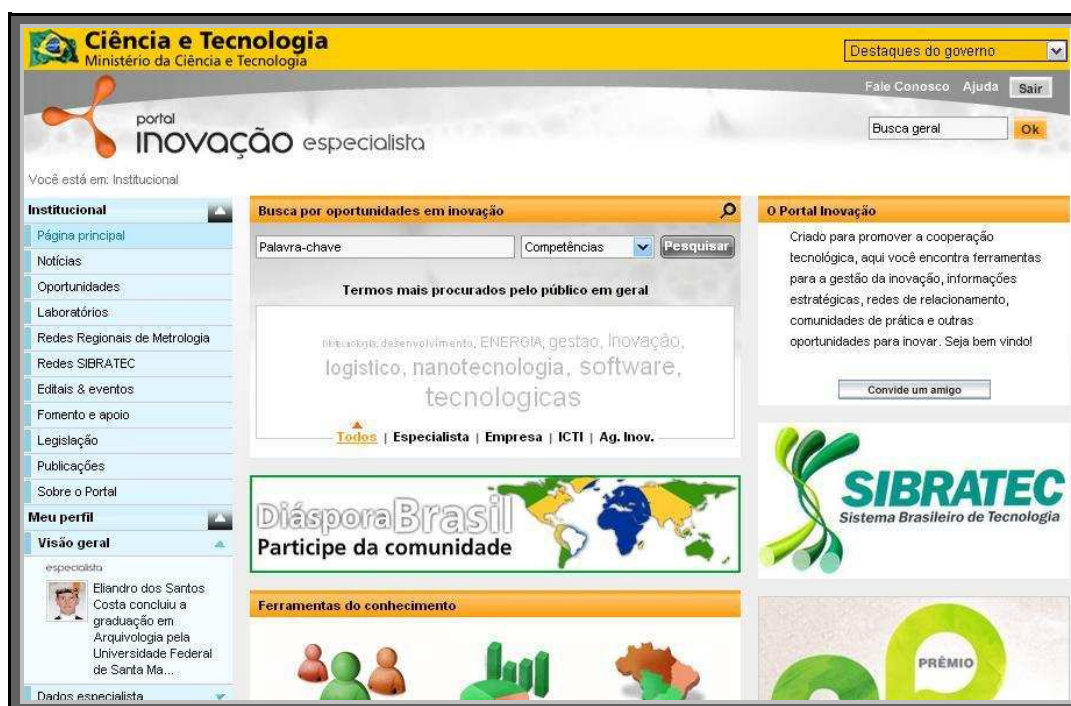 Ciência e Tecnologia
Ministério da Ciência e Tecnologia
Destaques do governo
Fale Conosco Ajuda Sair
portal
inovação especialista
Busca geral Ok
Você está em: Institucional
Institucional
Página principal
Notícias
Oportunidades
Laboratórios
Redes Regionais de Metrologia
Redes SIBRATEC
Editais & eventos
Fomento e apoio
Legislação
Publicações
Sobre o Portal
Meu perfil
Visão geral
especialista
Eliandro dos Santos
Costa concluiu a
graduação em
Arquivologia pela
Universidade Federal
de Santa Ma...
Dados especialista
Busca por oportunidades em inovação
Palavra-chave Competências Pesquisar
Termos mais procurados pelo público em geral
desenvolvimento, ENERGIA, gestao, Inovação,
logistico, nanotecnologia, software,
tecnologicas
Todos | Especialista | Empresa | ICTI | Ag. Inov.
DiásporaBrasil
Participe da comunidade
Ferramentas do conhecimento
O Portal Inovação
Criado para promover a cooperação
tecnológica, aqui você encontra ferramentas
para a gestão da inovação, informações
estratégicas, redes de relacionamento,
comunidades de prática e outras
oportunidades para inovar. Seja bem vindo!
Convide um amigo
SIBRATEC
Sistema Brasileiro de Tecnologia
PRÊMIO